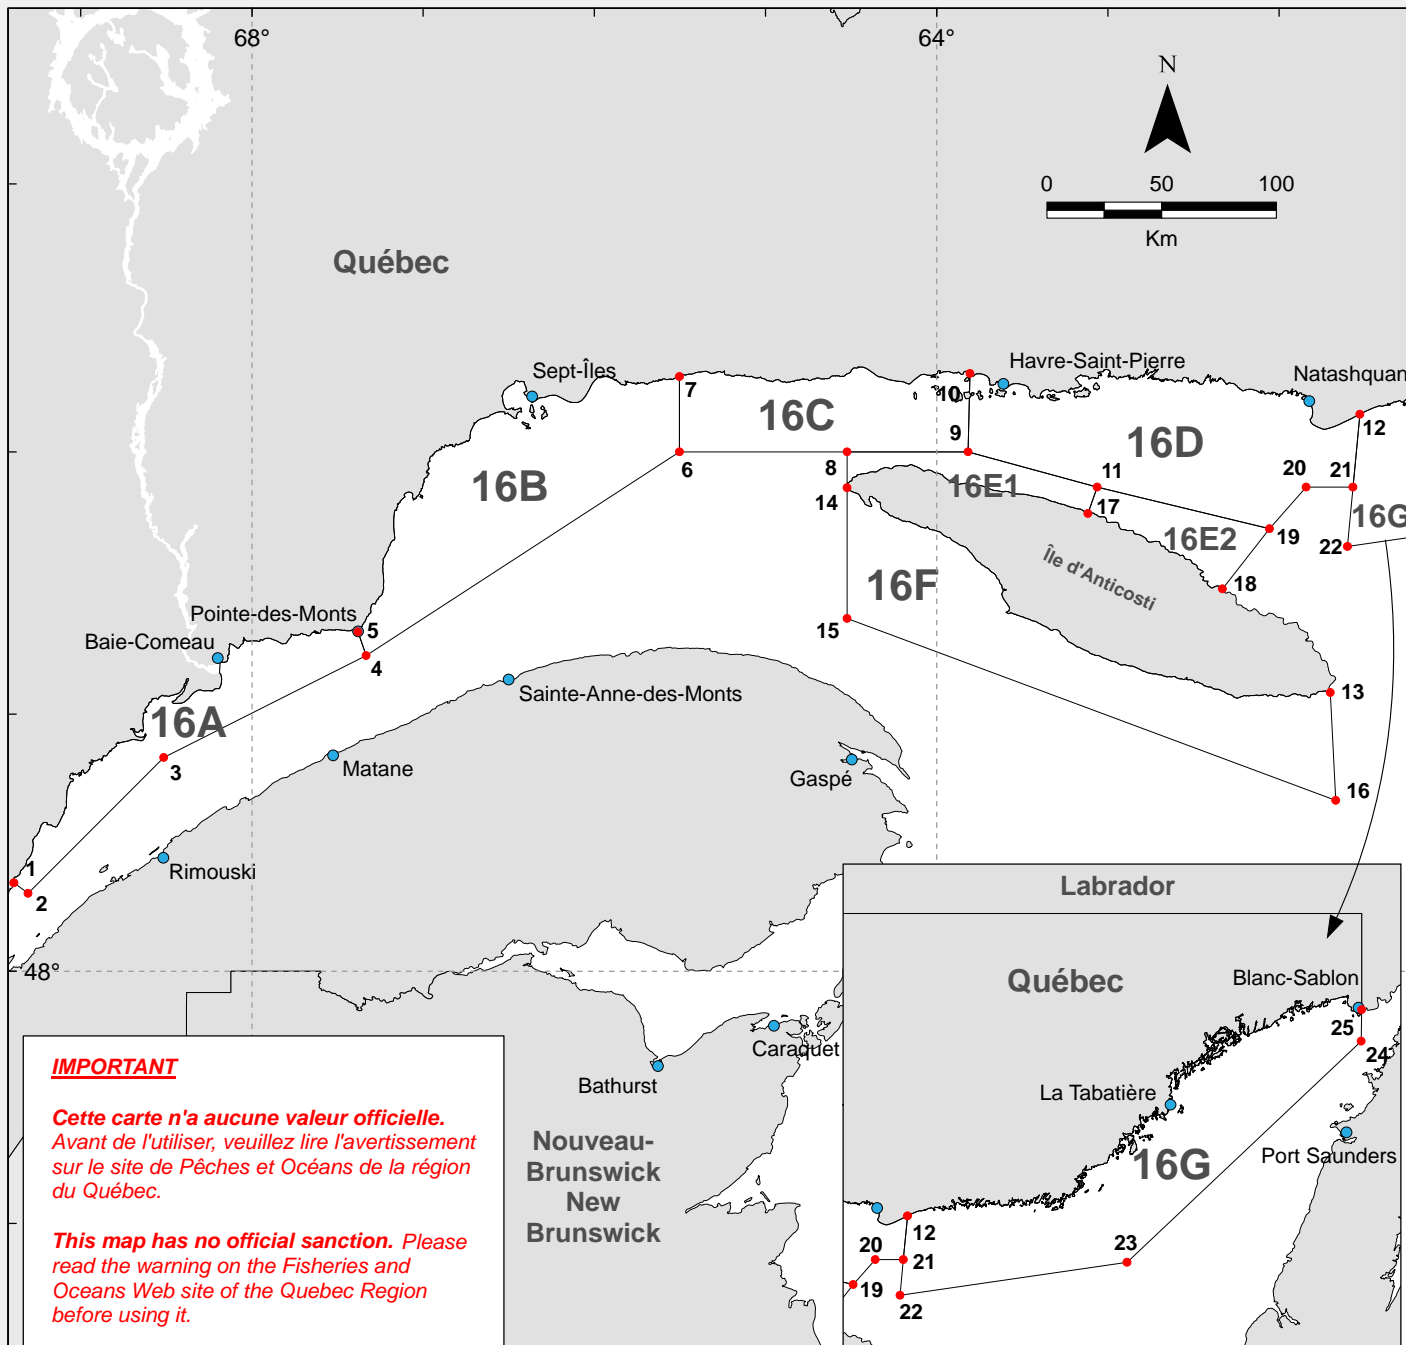 68°
64°
N
0 50 100
Km
Québec
Sept-Îles
Havre-Saint-Pierre
Natashquan
7
10
12
16C
16D
9
6
8
11
20
21
16B
16E1
14
17
16G
16E2
19
22
Île d'Anticosti
18
16F
Pointe-des-Monts
5
15
Baie-Comeau
4
Sainte-Anne-des-Monts
13
16A
3
Matane
Gaspé
16
Rimouski
1
2
48°
Labrador
Québec
Blanc-Sablon
25
24
Caraquet
Bathurst
La Tabatière
Port Saunders
16G
Nouveau-
Brunswick
New
Brunswick
12
20
21
23
19
22
IMPORTANT
Cette carte n'a aucune valeur officielle.
Avant de l'utiliser, veuillez lire l'avertissement
sur le site de Pêches et Océans de la région
du Québec.
This map has no official sanction. Please
read the warning on the Fisheries and
Oceans Web site of the Quebec Region
before using it.